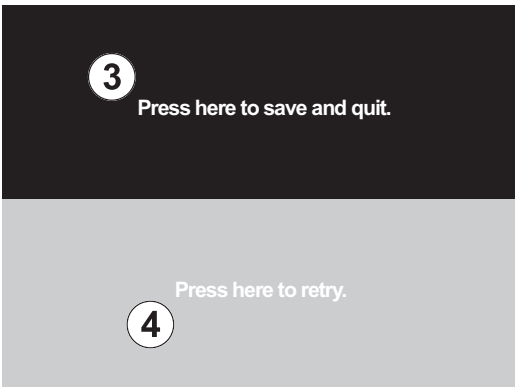 3
Press here to save and quit.
Press here to retry.
4